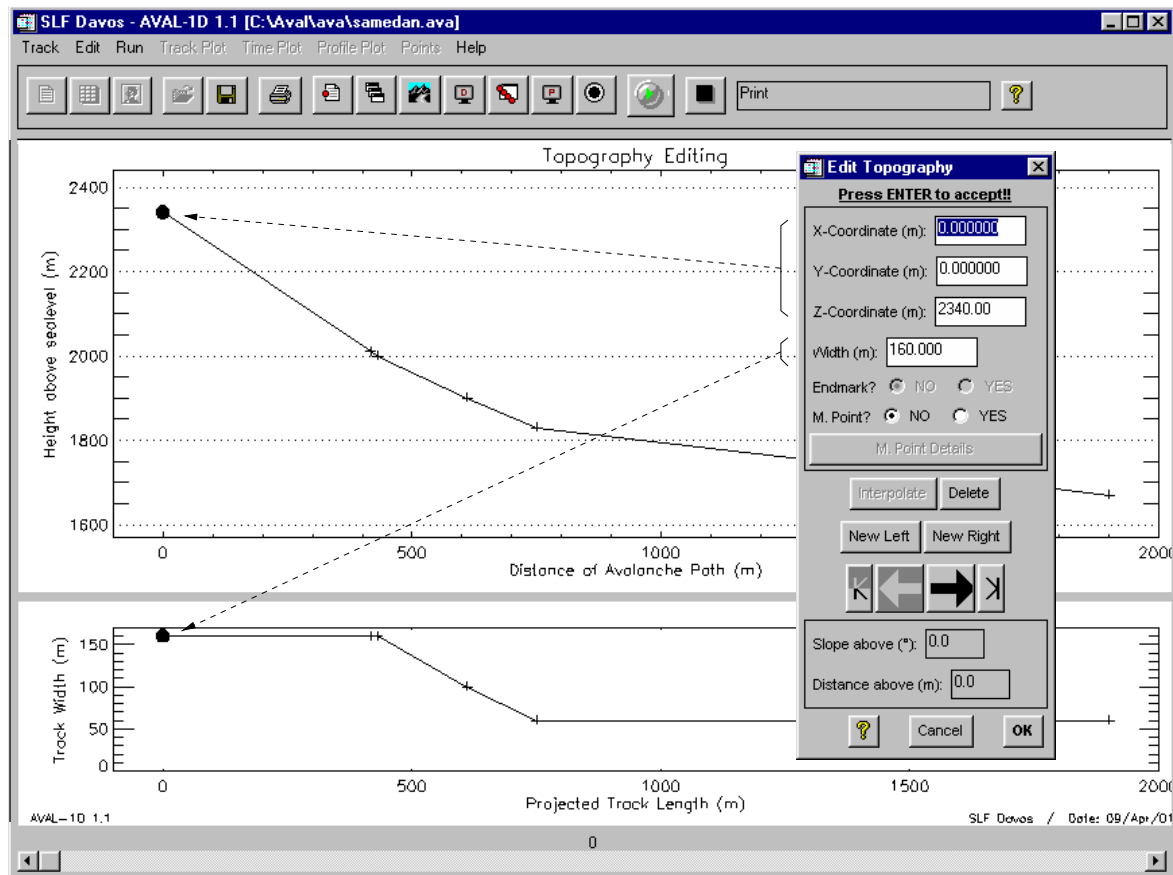 SLF Davos - AVAL-1D 1.1 [C:\Aval\ava\samedan.ava]
Track Edit Run Track Plot Time Plot Profile Plot Points Help
D P Print ?
Topography Editing
Height above sealevel (m)
2400
2200
2000
1800
1600
0 500 1000 2000
Distance of Avalanche Path (m)
Track Width (m)
150
100
50
0
0 500 1000 1500 2000
Projected Track Length (m)
AVAL-1D 1.1
SLF Davos / Date: 09/Apr/01
0
Edit Topography
Press ENTER to accept!!
X-Coordinate (m): 0.000000
Y-Coordinate (m): 0.000000
Z-Coordinate (m): 2340.00
Width (m): 160.000
Endmark? NO YES
M. Point? NO YES
M. Point Details
Interpolate Delete
New Left New Right
Slope above (°): 0.0
Distance above (m): 0.0
? Cancel OK